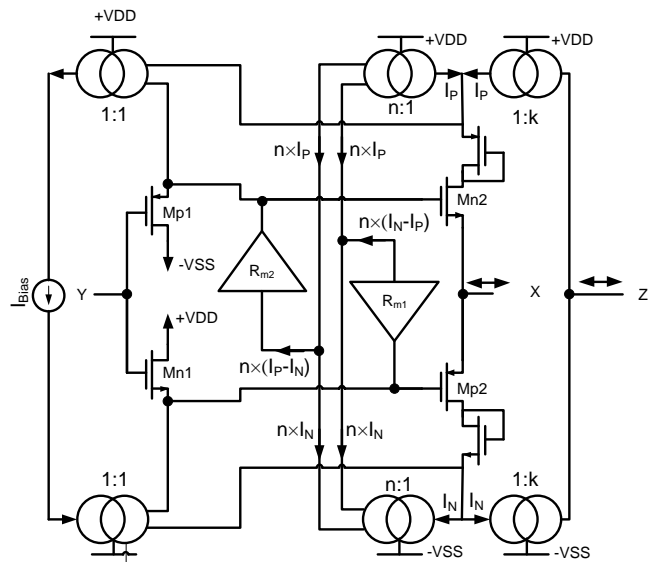 +VDD
+VDD
+VDD
1:1
n:1
I_P
I_P
1:k
n×I_P
n×I_P
Mp1
Mn2
n×(I_N-I_P)
-VSS
R_m2
R_m1
I_Bias
Y
X
Z
+VDD
Mn1
n×(I_P-I_N)
Mp2
n×I_N
n×I_N
1:1
n:1
I_N
I_N
1:k
-VSS
-VSS